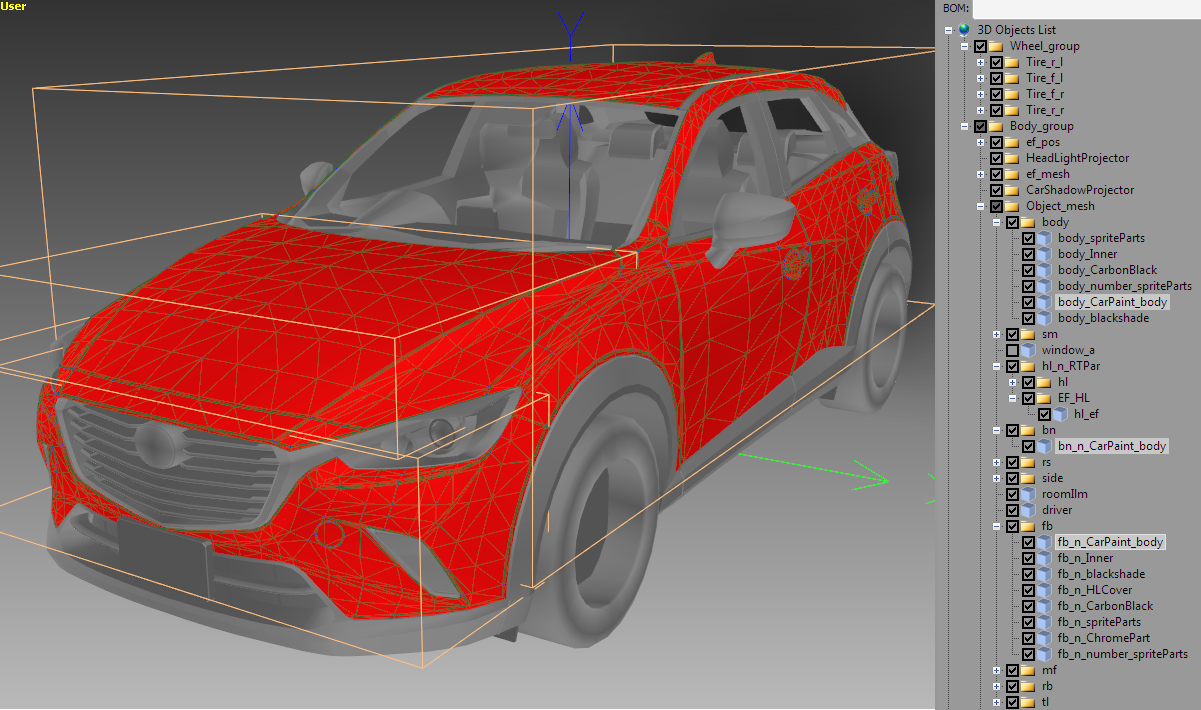 User
BOM:
3D Objects List
Wheel_group
Tire_r_l
Tire_f_l
Tire_f_r
Tire_r_r
Body_group
ef_pos
HeadLightProjector
ef_mesh
CarShadowProjector
Object_mesh
body
body_spriteParts
body_Inner
body_CarbonBlack
body_number_spriteParts
body_CarPaint_body
body_blackshade
sm
window_a
hl_n_RTPar
hl
EF_HL
hl_ef
bn
bn_n_CarPaint_body
rs
side
roomIlm
driver
fb
fb_n_CarPaint_body
fb_n_Inner
fb_n_blackshade
fb_n_HLCover
fb_n_CarbonBlack
fb_n_spriteParts
fb_n_ChromePart
fb_n_number_spriteParts
mf
rb
tl